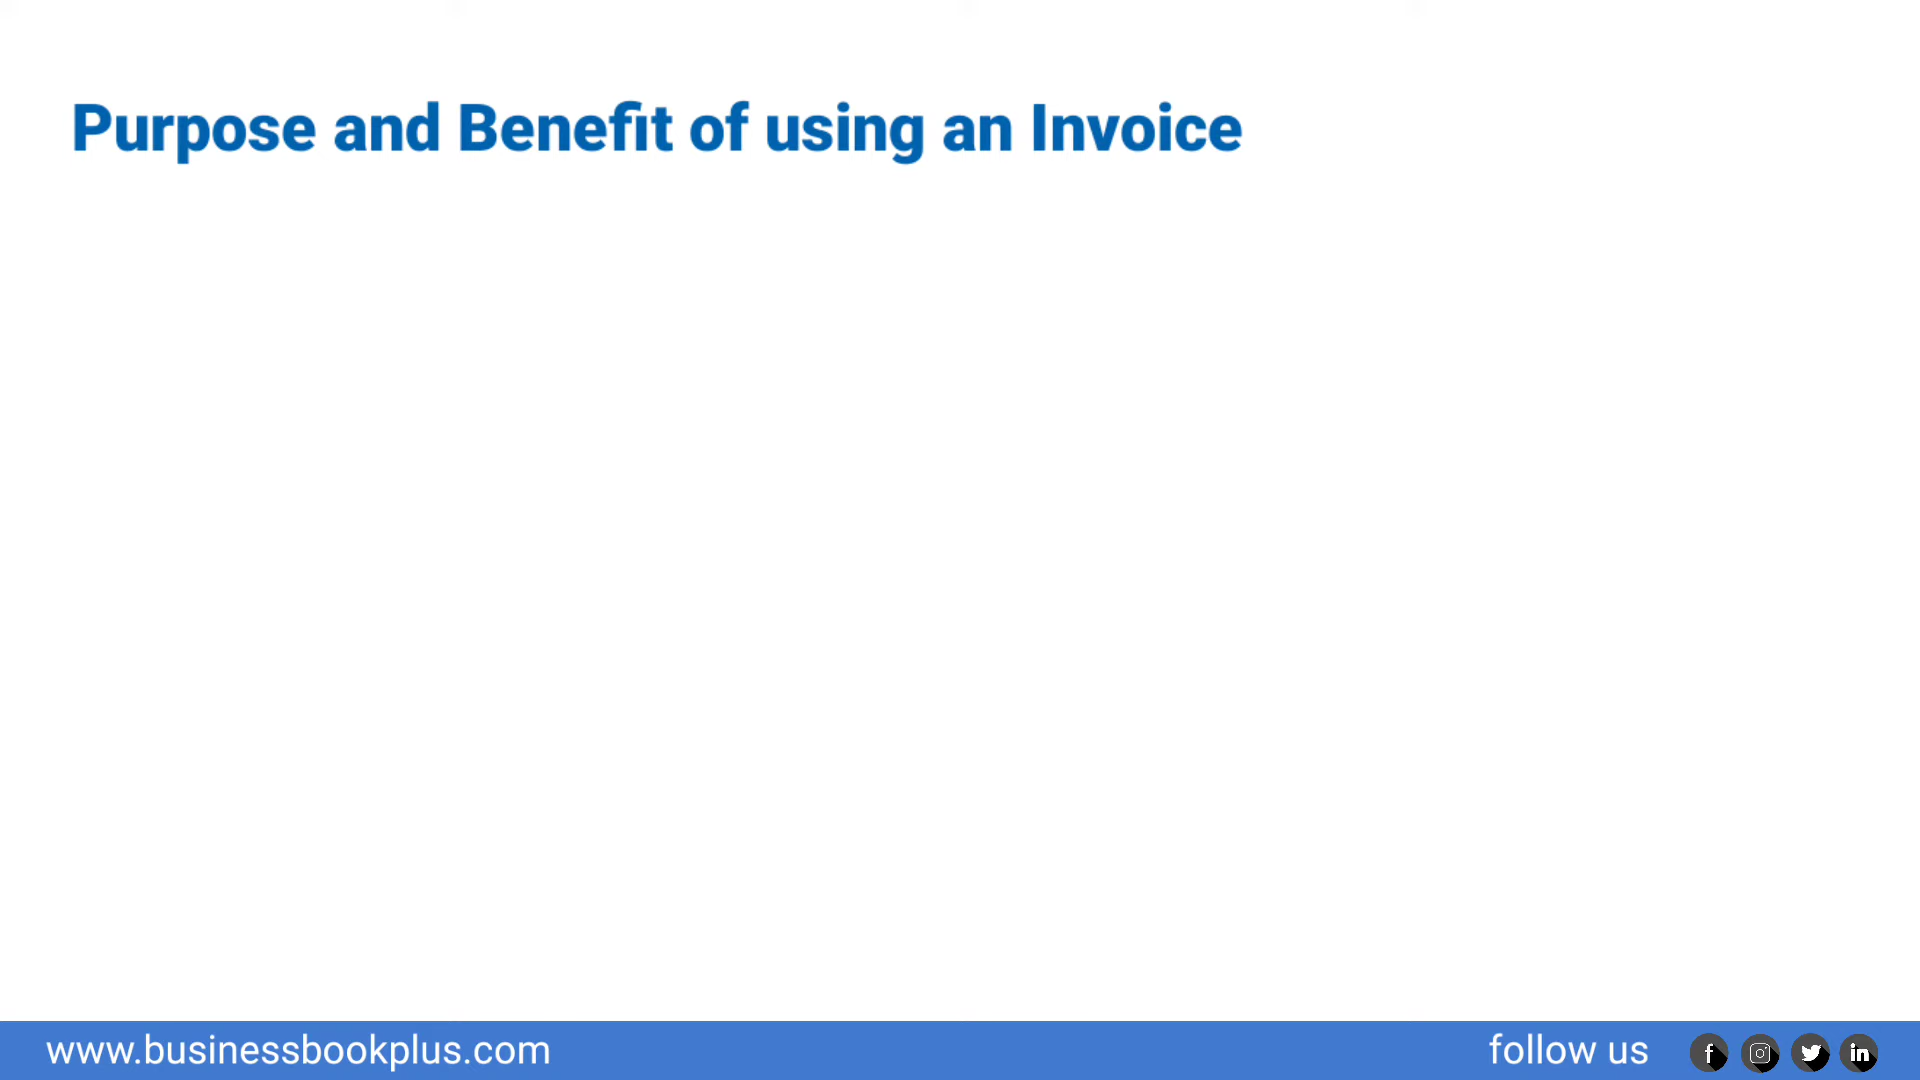 Purpose and Benefit of using an Invoice
www.businessbookplus.com
follow us